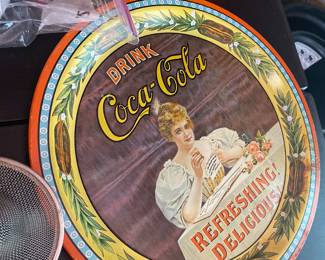 DRINK
Coca-Cola
REFRESHING.
DELICIOUS.